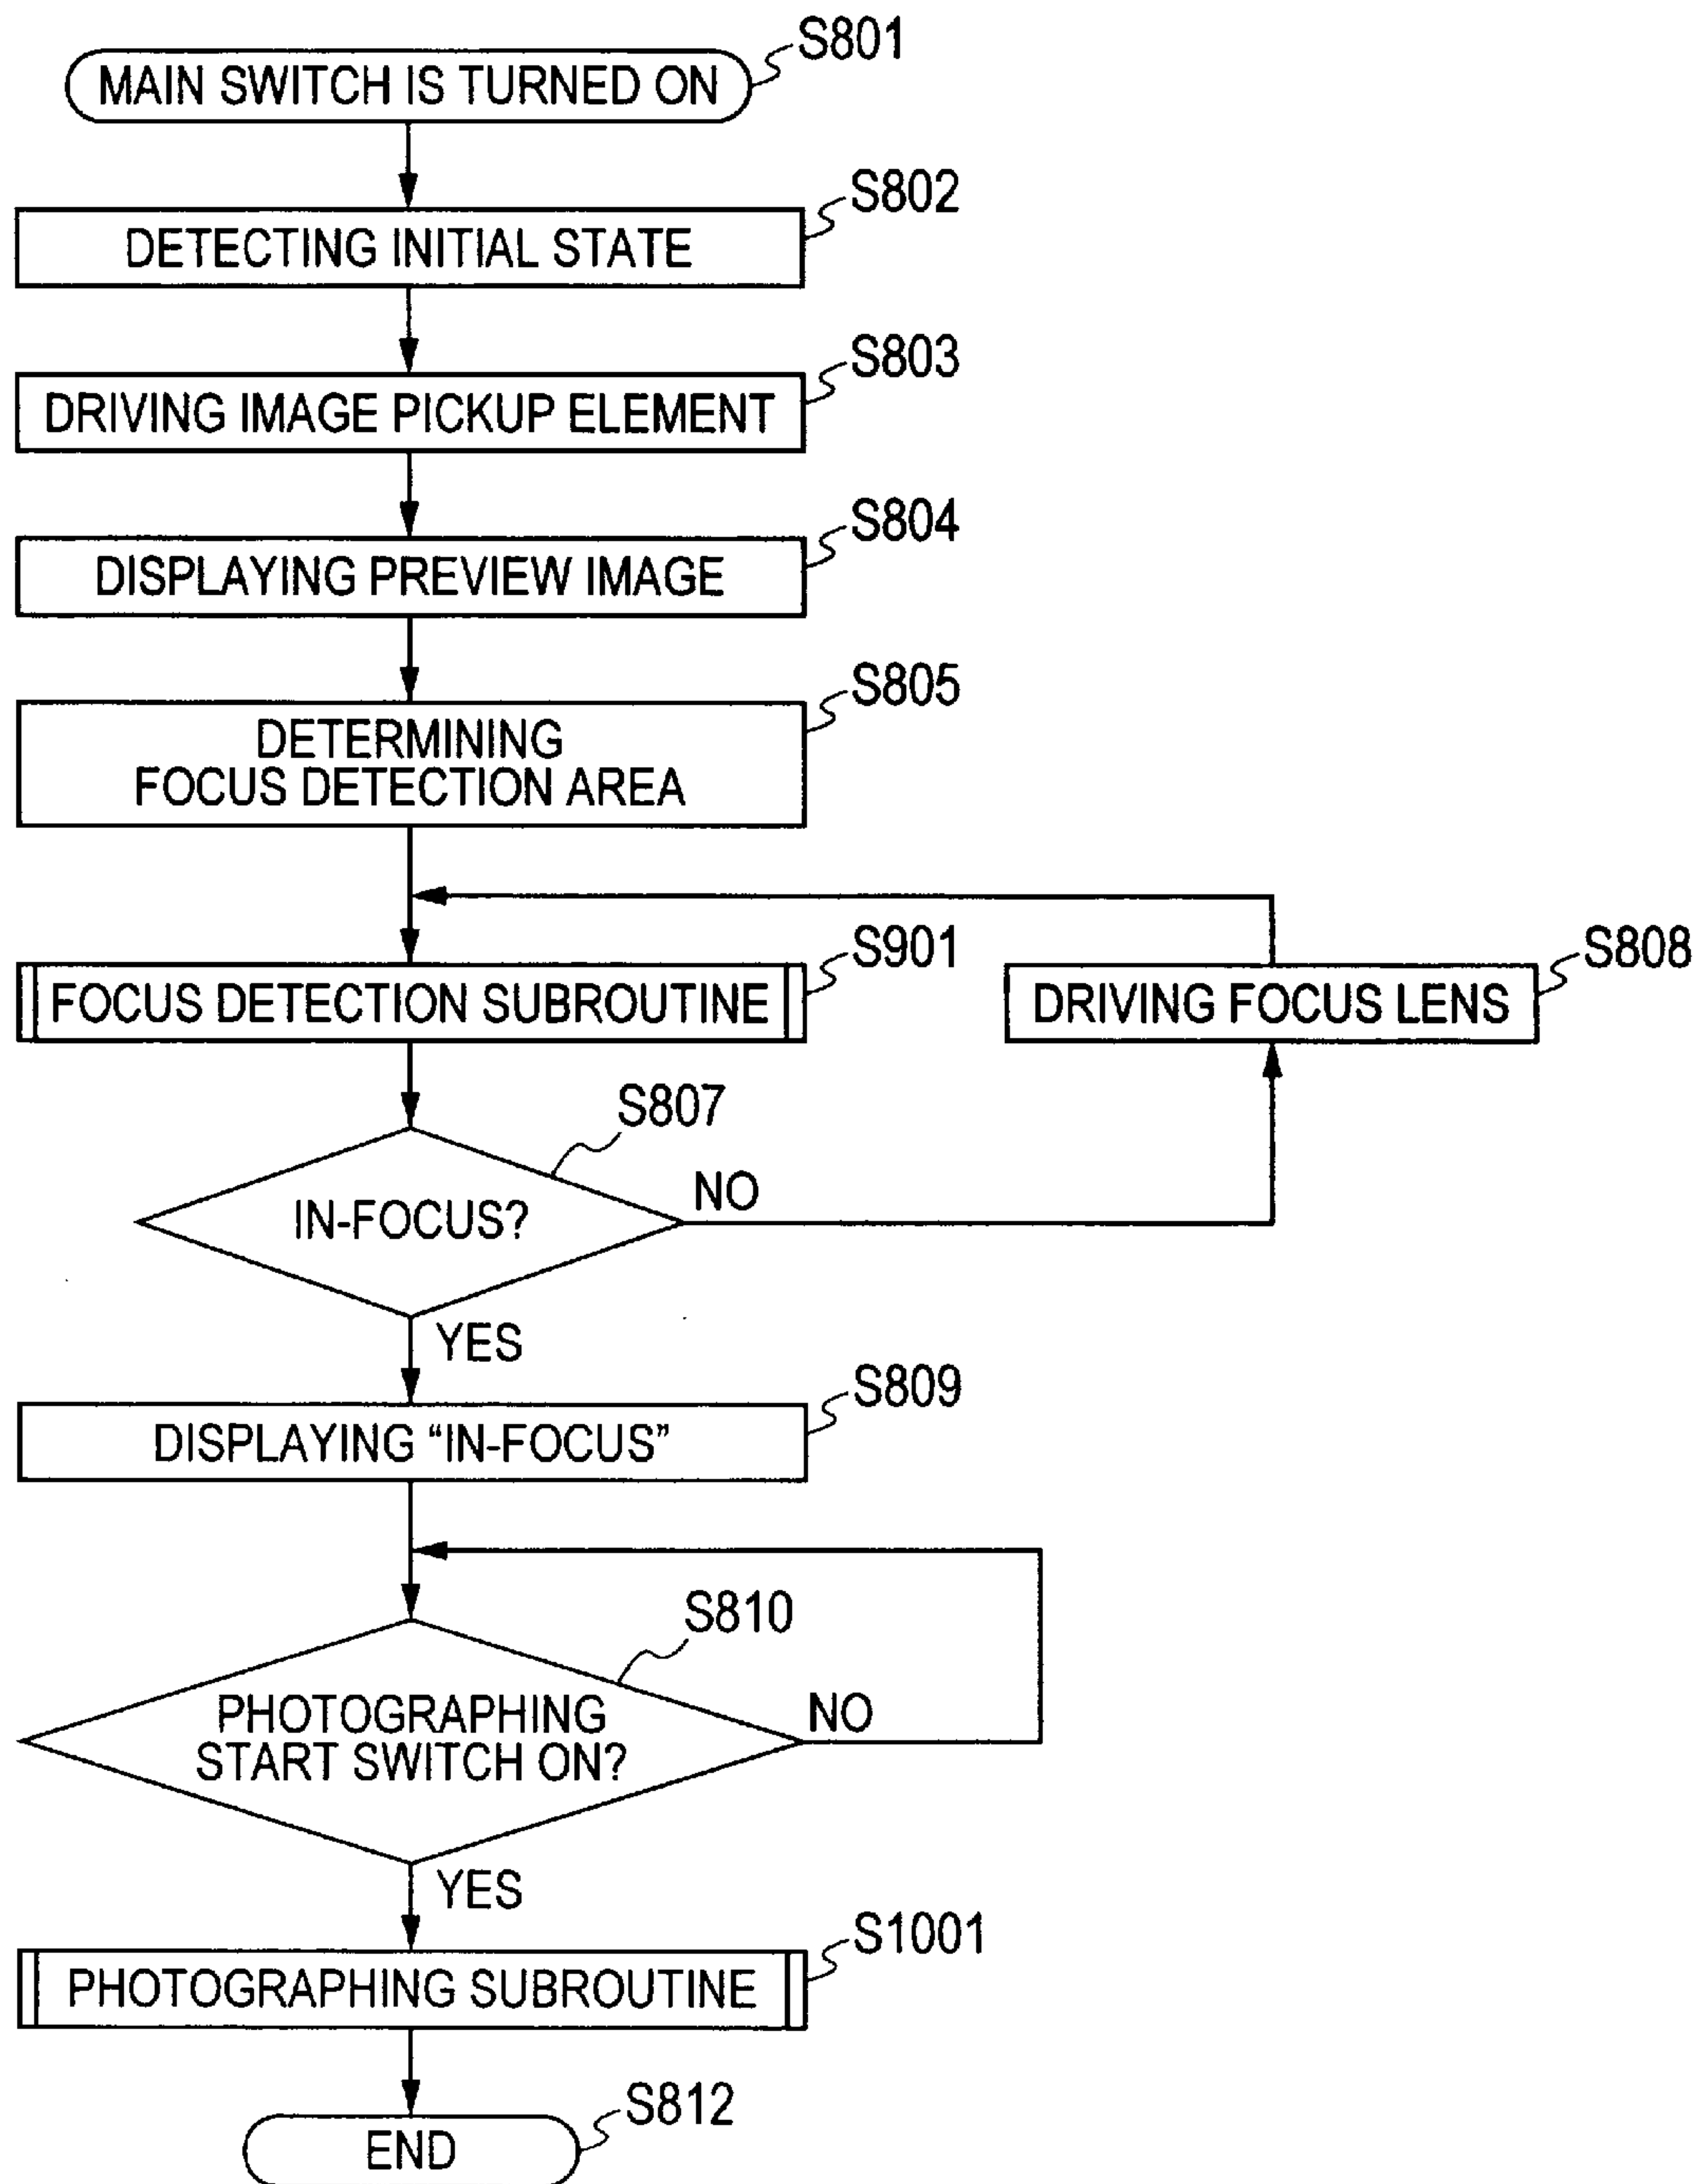 S801
MAIN SWITCH IS TURNED ON
S802
DETECTING INITIAL STATE
S803
DRIVING IMAGE PICKUP ELEMENT
S804
DISPLAYING PREVIEW IMAGE
S805
DETERMINING
FOCUS DETECTION AREA
S901
FOCUS DETECTION SUBROUTINE
S808
DRIVING FOCUS LENS
S807
IN-FOCUS?
NO
YES
S809
DISPLAYING “IN-FOCUS”
S810
PHOTOGRAPHING
START SWITCH ON?
NO
YES
S1001
PHOTOGRAPHING SUBROUTINE
S812
END